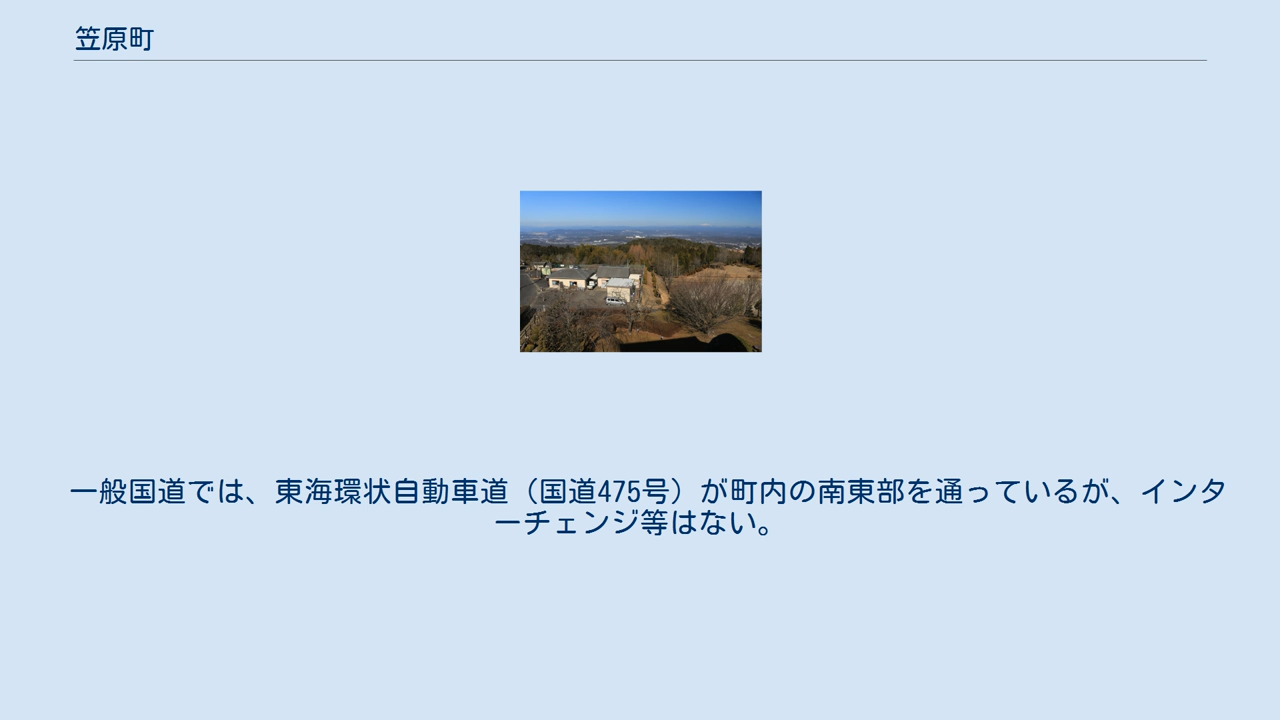 笠原町
一般国道では、東海環状自動車道（国道475号）が町内の南東部を通っているが、インタ
ーチェンジ等はない。